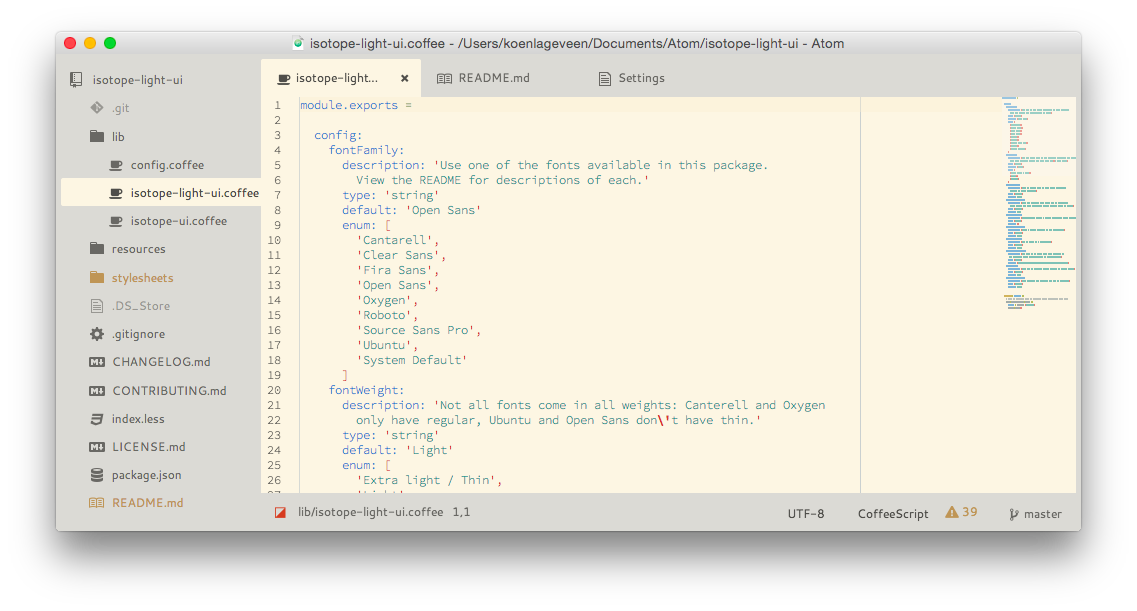 isotope-light-ui.coffee - /Users/koenlageveen/Documents/Atom/isotope-light-ui - Atom
isotope-light-ui
.git
lib
config.coffee
isotope-light-ui.coffee
isotope-ui.coffee
resources
stylesheets
.DS_Store
.gitignore
CHANGELOG.md
CONTRIBUTING.md
index.less
LICENSE.md
package.json
README.md
isotope-light... README.md Settings
1 module.exports =
2
3   config:
4     fontFamily:
5       description: 'Use one of the fonts available in this package.
6         View the README for descriptions of each.'
7       type: 'string'
8       default: 'Open Sans'
9       enum: [
10         'Cantarell',
11         'Clear Sans',
12         'Fira Sans',
13         'Open Sans',
14         'Oxygen',
15         'Roboto',
16         'Source Sans Pro',
17         'Ubuntu',
18         'System Default'
19       ]
20     fontWeight:
21       description: 'Not all fonts come in all weights: Canterell and Oxygen
22         only have regular, Ubuntu and Open Sans don\'t have thin.'
23       type: 'string'
24       default: 'Light'
25       enum: [
26         'Extra light / Thin',
lib/isotope-light-ui.coffee 1,1 UTF-8 CoffeeScript 39 master